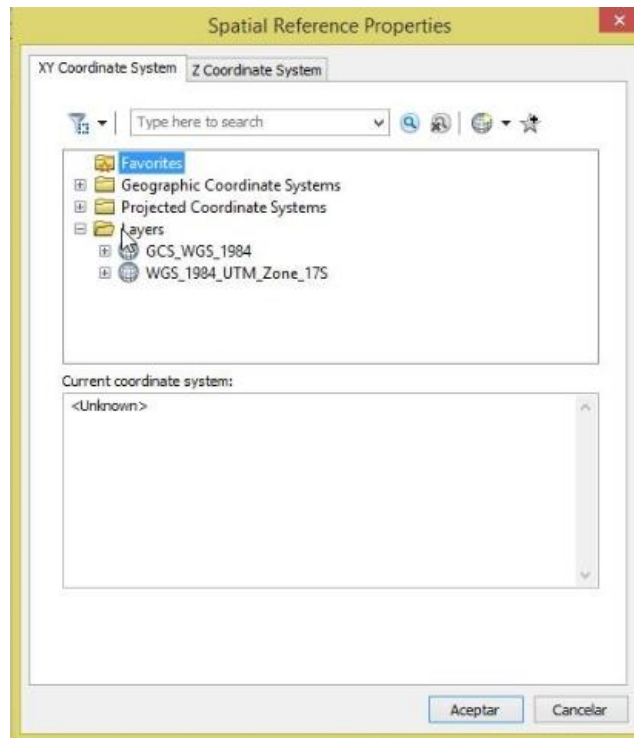 Spatial Reference Properties
XY Coordinate System
Z Coordinate System
Type here to search
Favorites
Geographic Coordinate Systems
Projected Coordinate Systems
Layers
GCS_WGS_1984
WGS_1984_UTM_Zone_17S
Current coordinate system:
<Unknown>
Aceptar
Cancelar